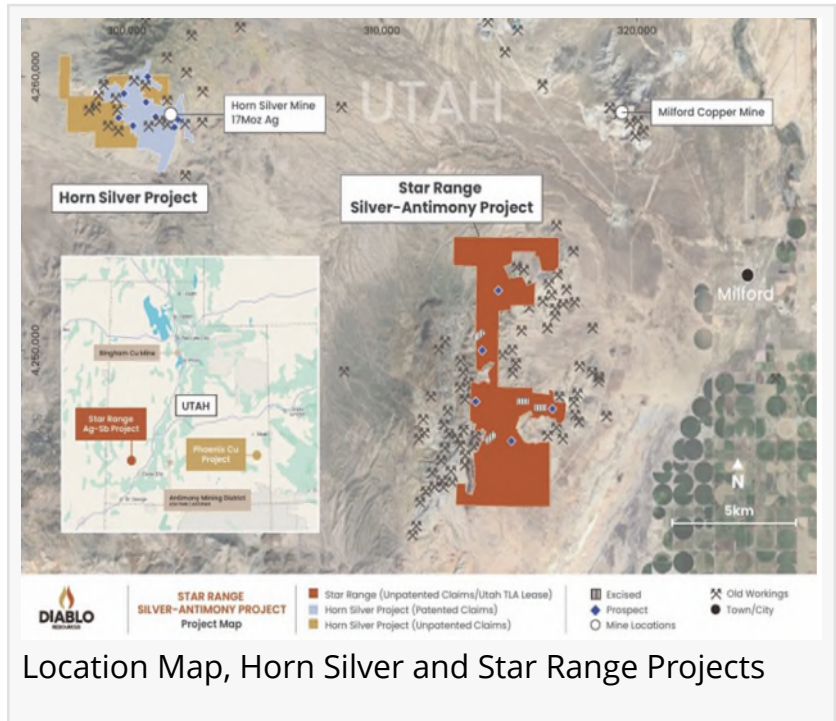 300,000
310,000
320,000
4,260,000
UTAH
Horn Silver Mine
17Moz Ag
Milford Copper Mine
Horn Silver Project
Star Range
Silver-Antimony Project
Milford
4,250,000
Bingham Cu Mine
UTAH
Star Range
Ag-Sb Project
Phoenix Cu
Project
Antimony Mining District
N
5km
DIABLO
RESOURCES
STAR RANGE
SILVER-ANTIMONY PROJECT
Project Map
Star Range (Unpatented Claims/Utah TLA Lease)
Horn Silver Project (Patented Claims)
Horn Silver Project (Unpatented Claims)
Excised
Prospect
Mine Locations
Old Workings
Town/City
Location Map, Horn Silver and Star Range Projects